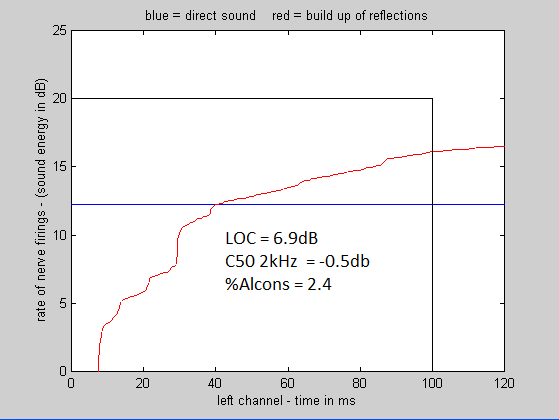 blue = direct sound    red = build up of reflections
25
20
15
10
5
0
rate of nerve firings - (sound energy in dB)
LOC = 6.9dB
C50 2kHz  = -0.5db
%Alcons = 2.4
0 20 40 60 80 100 120
left channel - time in ms